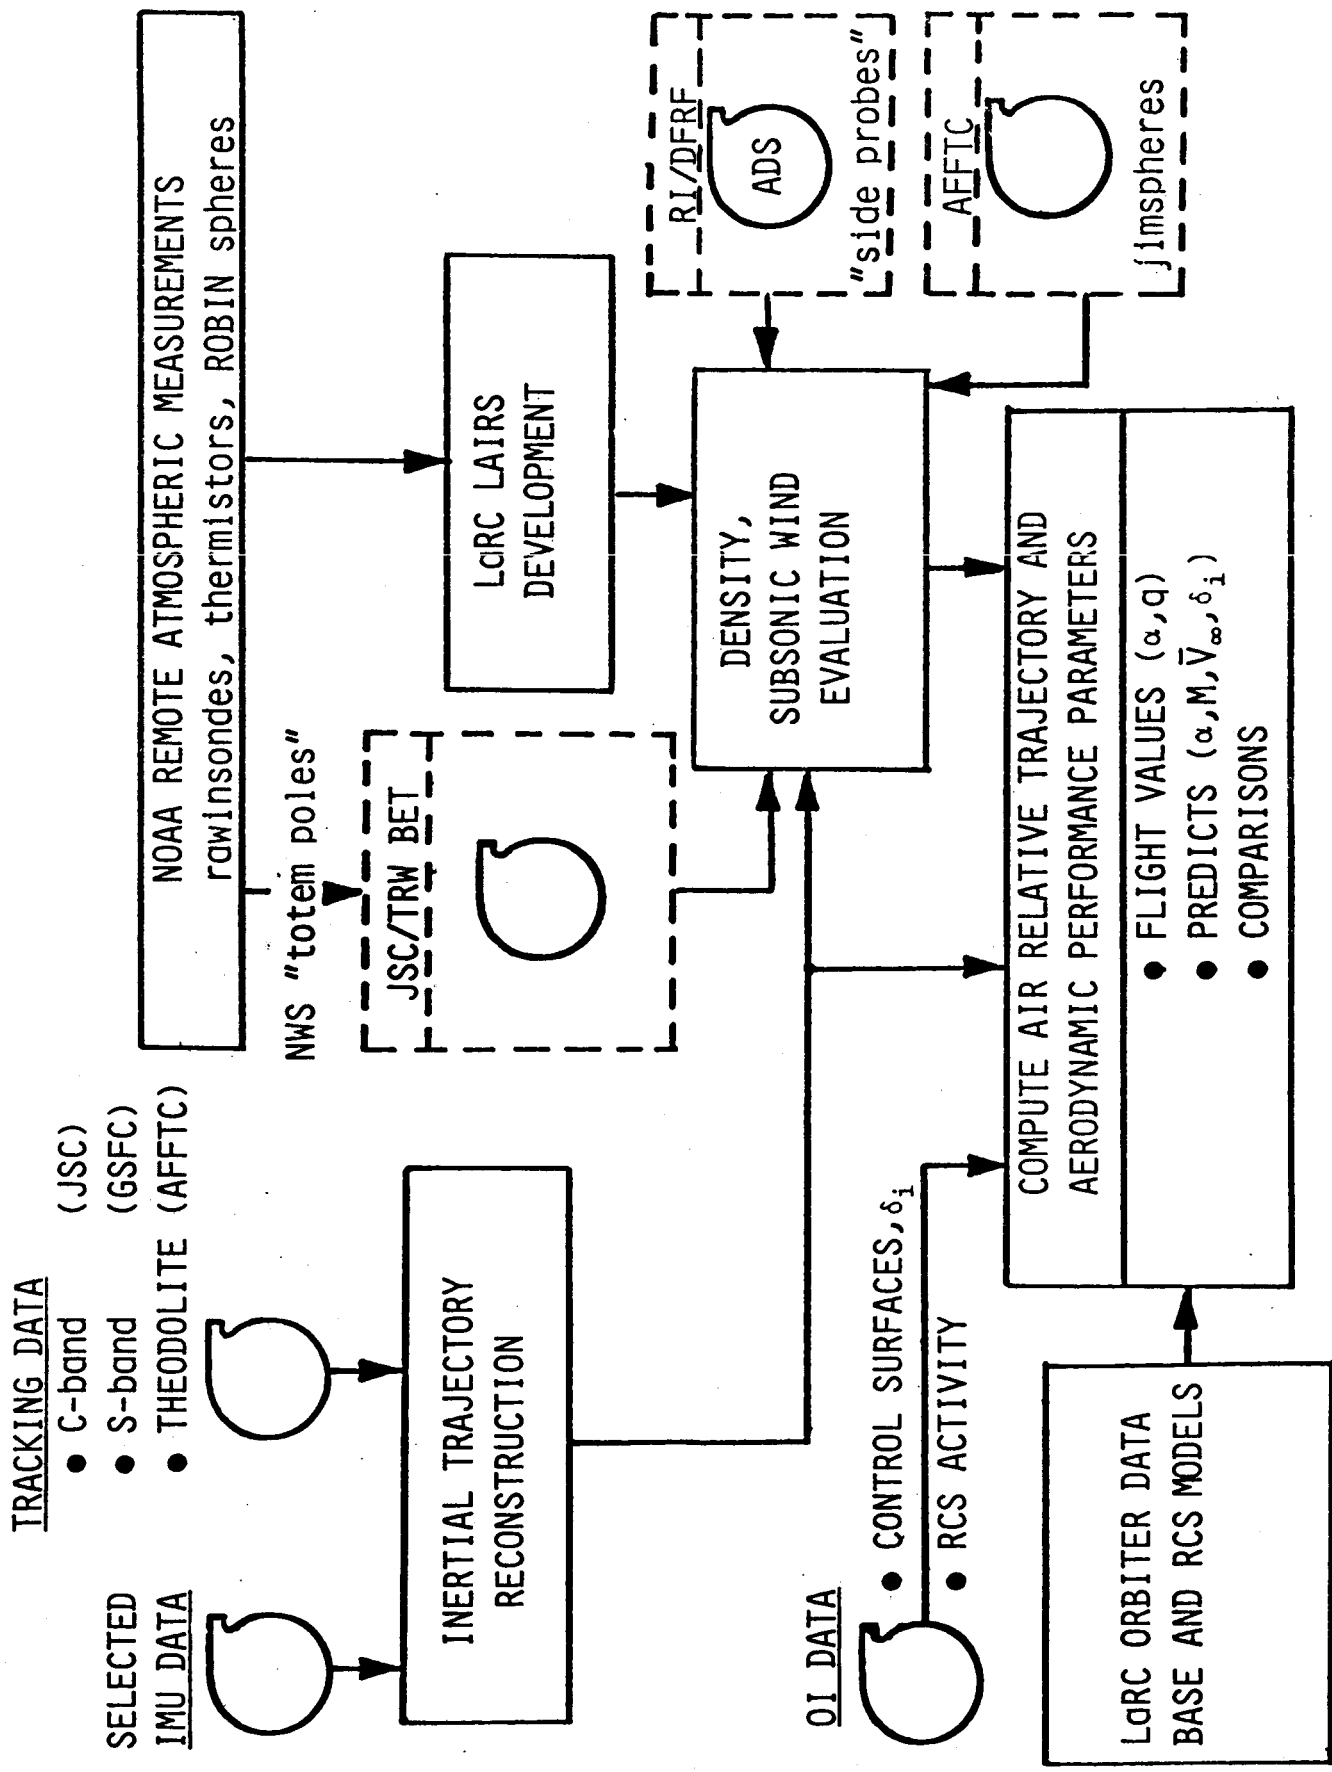 TRACKING DATA
● C-band (JSC)
● S-band (GSFC)
● THEODOLITE (AFFTC)
SELECTED
IMU DATA
INERTIAL TRAJECTORY
RECONSTRUCTION
NOAA REMOTE ATMOSPHERIC MEASUREMENTS
rawinsondes, thermistors, ROBIN spheres
NWS "totem poles"
JSC/TRW BET
LaRC LAIRS
DEVELOPMENT
RI/DFRF
ADS
"side probes"
AFFTC
jimspheres
DENSITY,
SUBSONIC WIND
EVALUATION
OI DATA
● CONTROL SURFACES, δi
● RCS ACTIVITY
COMPUTE AIR RELATIVE TRAJECTORY AND
AERODYNAMIC PERFORMANCE PARAMETERS
● FLIGHT VALUES (α,q)
● PREDICTS (α,M,V̄∞,δi)
● COMPARISONS
LaRC ORBITER DATA
BASE AND RCS MODELS